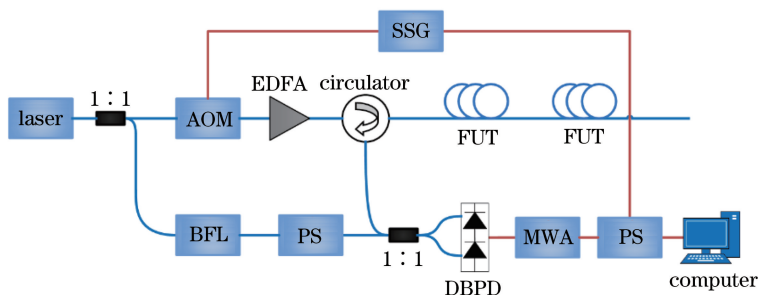 SSG
EDFA
circulator
1∶1
laser
AOM
FUT
FUT
BFL
PS
MWA
PS
1∶1
DBPD
computer